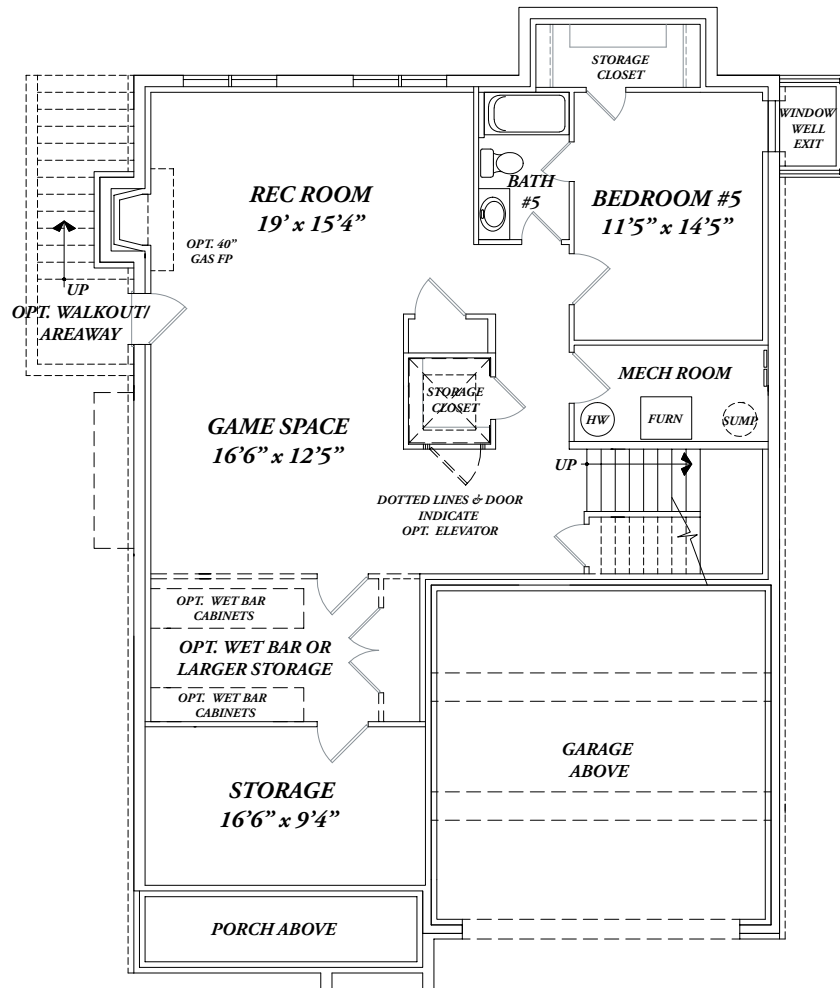 STORAGE
CLOSET
WINDOW
WELL
EXIT
REC ROOM
19’ x 15’4”
BATH
#5
BEDROOM #5
11’5” x 14’5”
OPT. 40”
GAS FP
UP
OPT. WALKOUT/
AREAWAY
MECH ROOM
STORAGE
CLOSET
HW
FURN
SUMP
GAME SPACE
16’6” x 12’5”
UP
DOTTED LINES & DOOR
INDICATE
OPT. ELEVATOR
OPT. WET BAR
CABINETS
OPT. WET BAR OR
LARGER STORAGE
OPT. WET BAR
CABINETS
GARAGE
ABOVE
STORAGE
16’6” x 9’4”
PORCH ABOVE